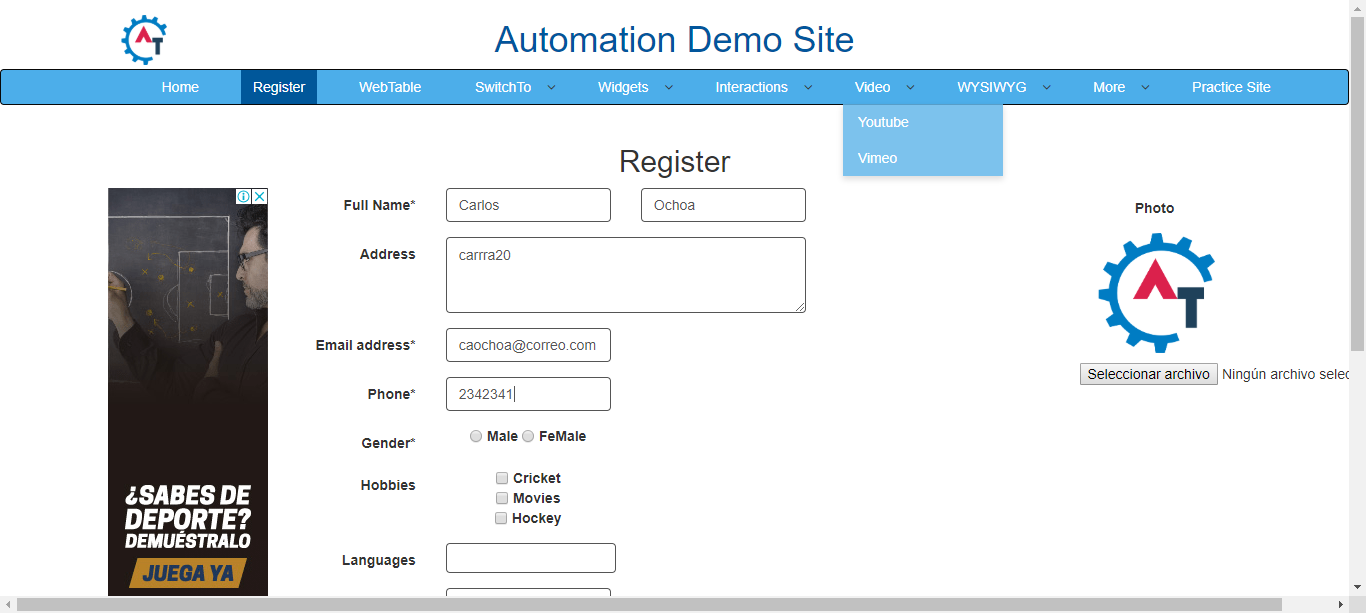 Automation Demo Site
Home Register WebTable SwitchTo Widgets Interactions Video WYSIWYG More Practice Site
Youtube
Vimeo
Register
Full Name* Carlos Ochoa
Address carrra20
Email address* caochoa@correo.com
Phone* 2342341
Gender* Male FeMale
Hobbies Cricket
Movies
Hockey
Languages
Photo
AT
Seleccionar archivo Ningún archivo selec
¿SABES DE
DEPORTE?
DEMUÉSTRALO
JUEGA YA